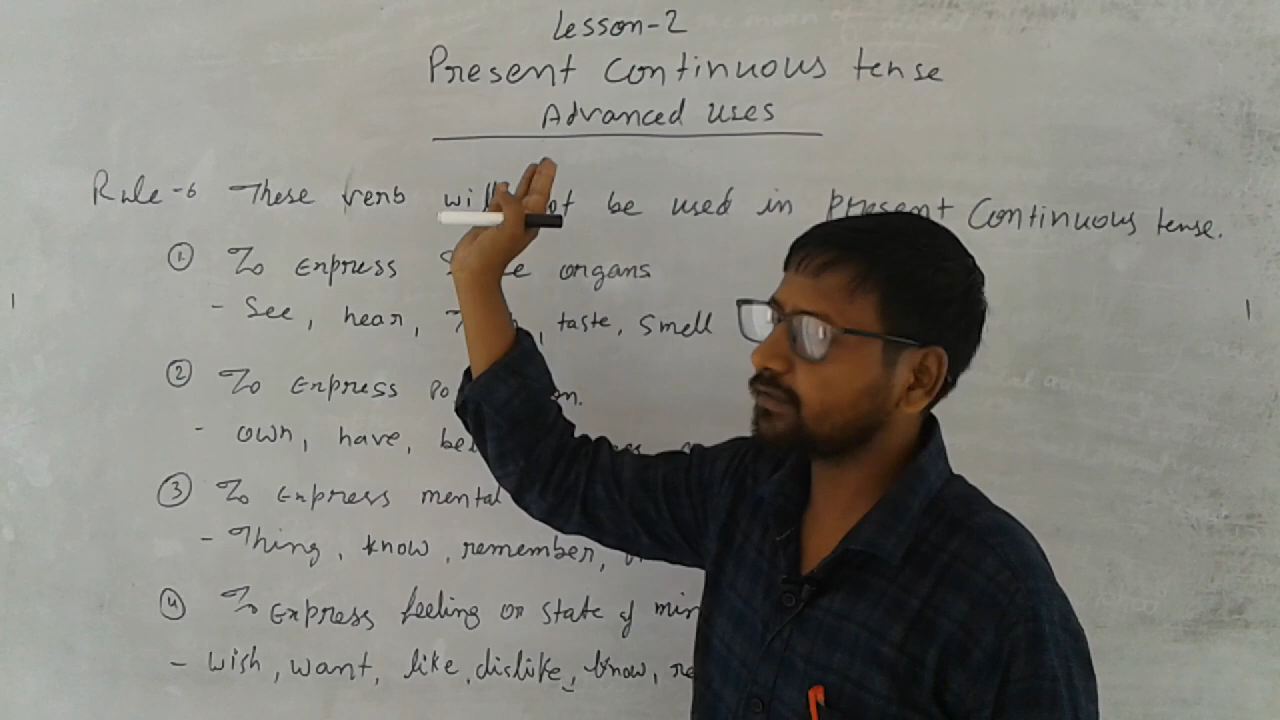 Lesson-2
Present Continuous tense
Advanced uses
Rule-6 These verb will not be used in present Continuous tense.
① To express organs
- See, hear, taste, smell
② To express
- own, have,
③ To express mental
- Thing, know, remember,
④ To express feeling or state of
- wish, want, like, dislike, know,